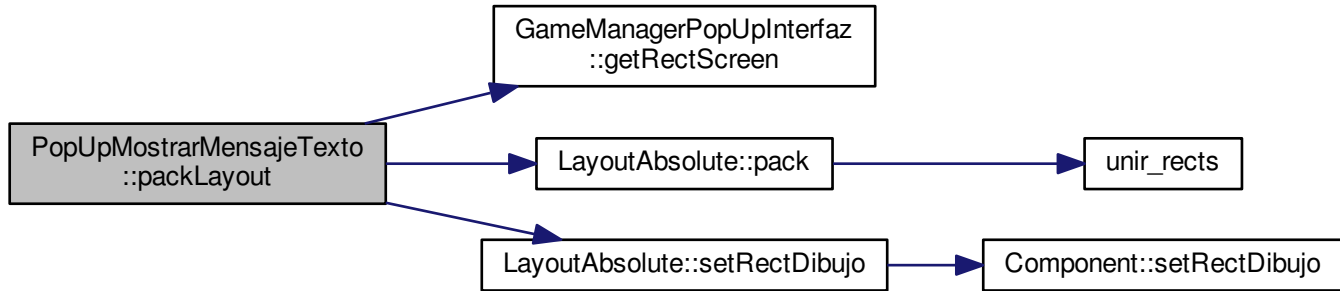 GameManagerPopUpInterfaz
::getRectScreen
PopUpMostrarMensajeTexto
::packLayout
LayoutAbsolute::pack
unir_rects
LayoutAbsolute::setRectDibujo
Component::setRectDibujo